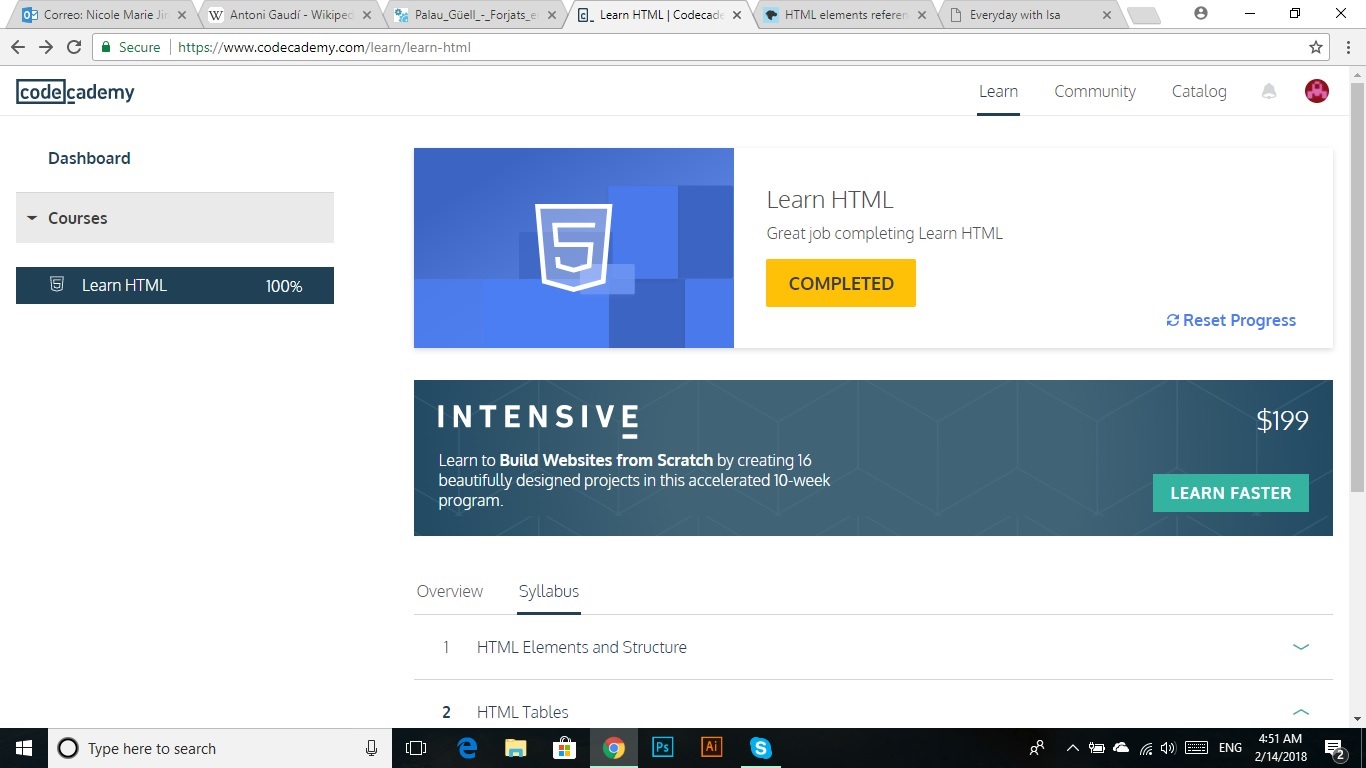 Correo: Nicole Marie Jin
Antoni Gaudí - Wikiped
Palau_Güell_-_Forjats_e
Learn HTML | Codecade
HTML elements referen
Everyday with Isa
Secure
https://www.codecademy.com/learn/learn-html
codecademy
Learn
Community
Catalog
Dashboard
Courses
Learn HTML 100%
Learn HTML
Great job completing Learn HTML
COMPLETED
Reset Progress
INTENSIVE
$199
Learn to Build Websites from Scratch by creating 16
beautifully designed projects in this accelerated 10-week
program.
LEARN FASTER
Overview
Syllabus
1 HTML Elements and Structure
2 HTML Tables
Type here to search
Ps
Ai
ENG
4:51 AM
2/14/2018
2